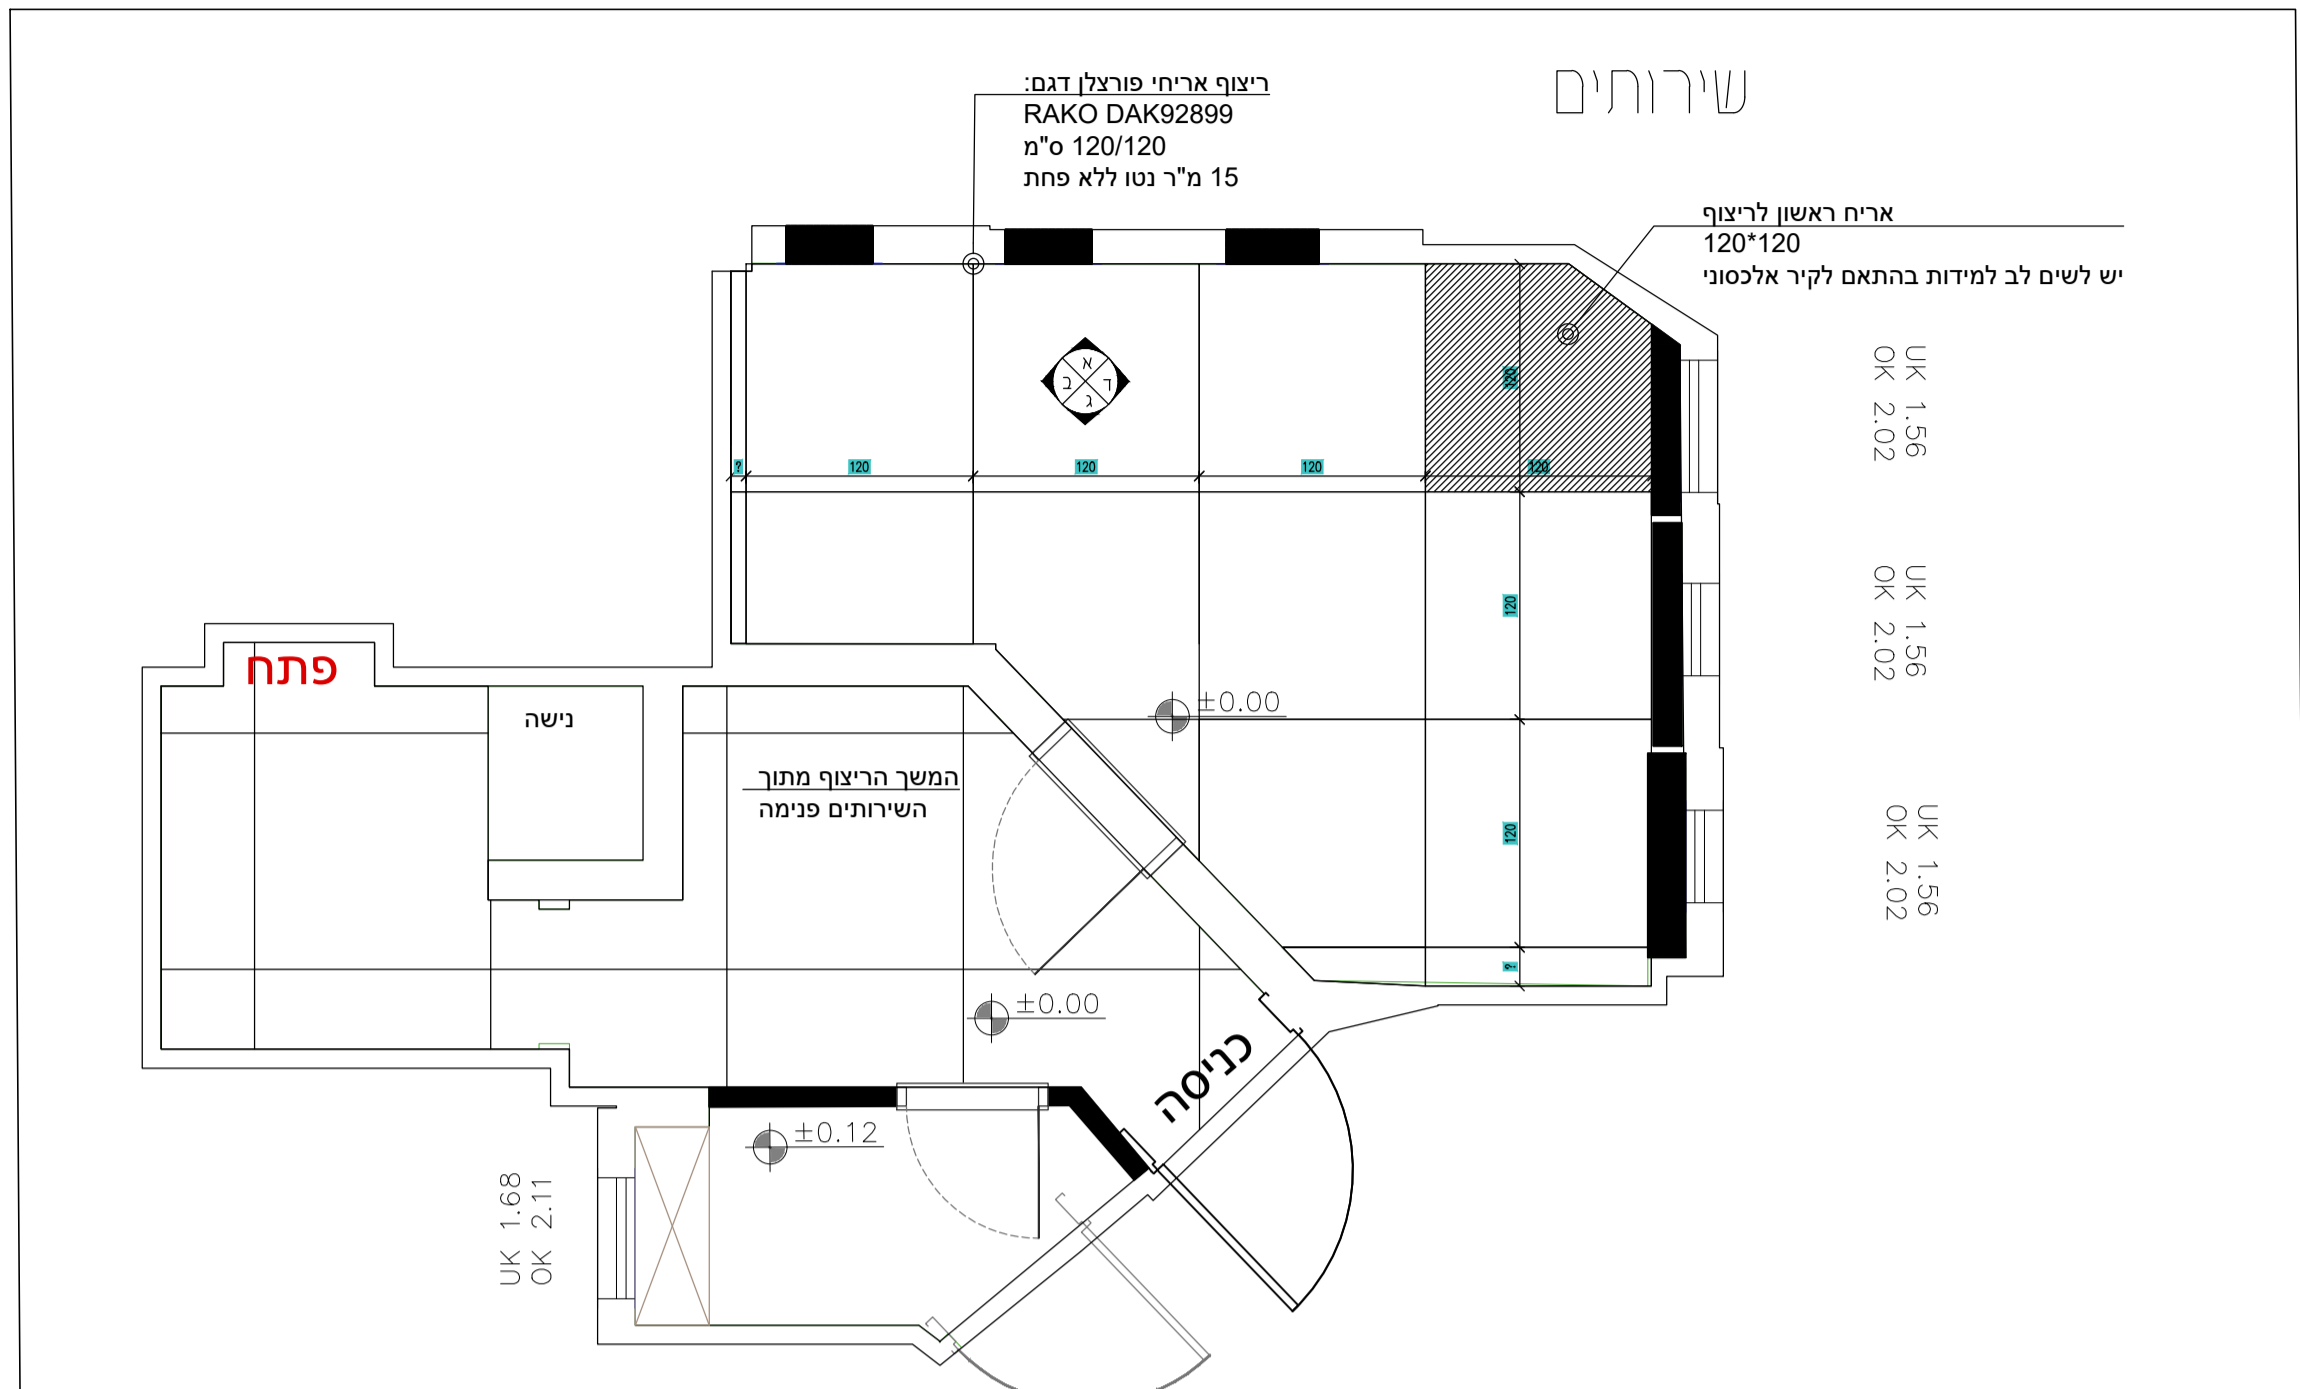 שירותים
ריצוף אריחי פורצלן דגם:
RAKO DAK92899
120/120 ס"מ
15 מ"ר נטו ללא פחת
אריח ראשון לריצוף
120*120
יש לשים לב למידות בהתאם לקיר אלכסוני
א
ב
ד
ג
?
120
120
120
120
120
120
120
?
UK 1.56
OK 2.02
UK 1.56
OK 2.02
UK 1.56
OK 2.02
פתח
נישה
המשך הריצוף מתוך
השירותים פנימה
±0.00
±0.00
כניסה
±0.12
UK 1.68
OK 2.11